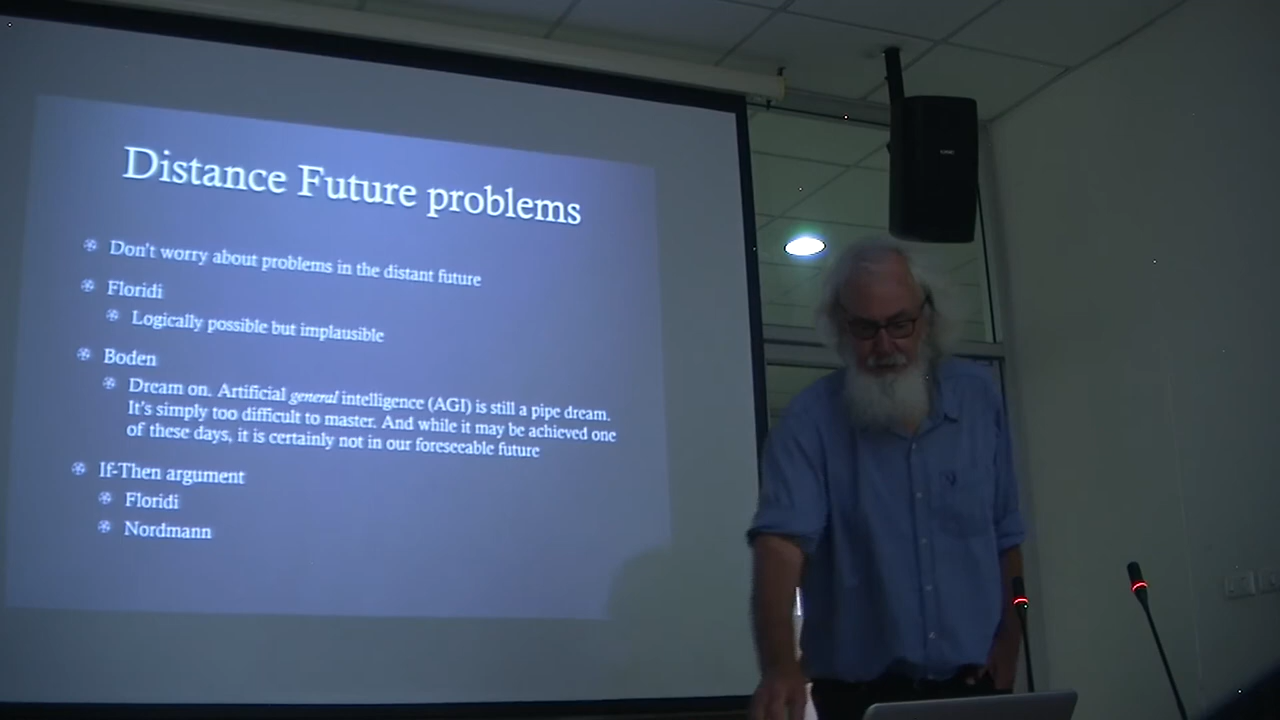 Distance Future problems
Don't worry about problems in the distant future
Floridi
Logically possible but implausible
Boden
Dream on. Artificial general intelligence (AGI) is still a pipe dream.
It's simply too difficult to master. And while it may be achieved one
of these days, it is certainly not in our foreseeable future
If-Then argument
Floridi
Nordmann